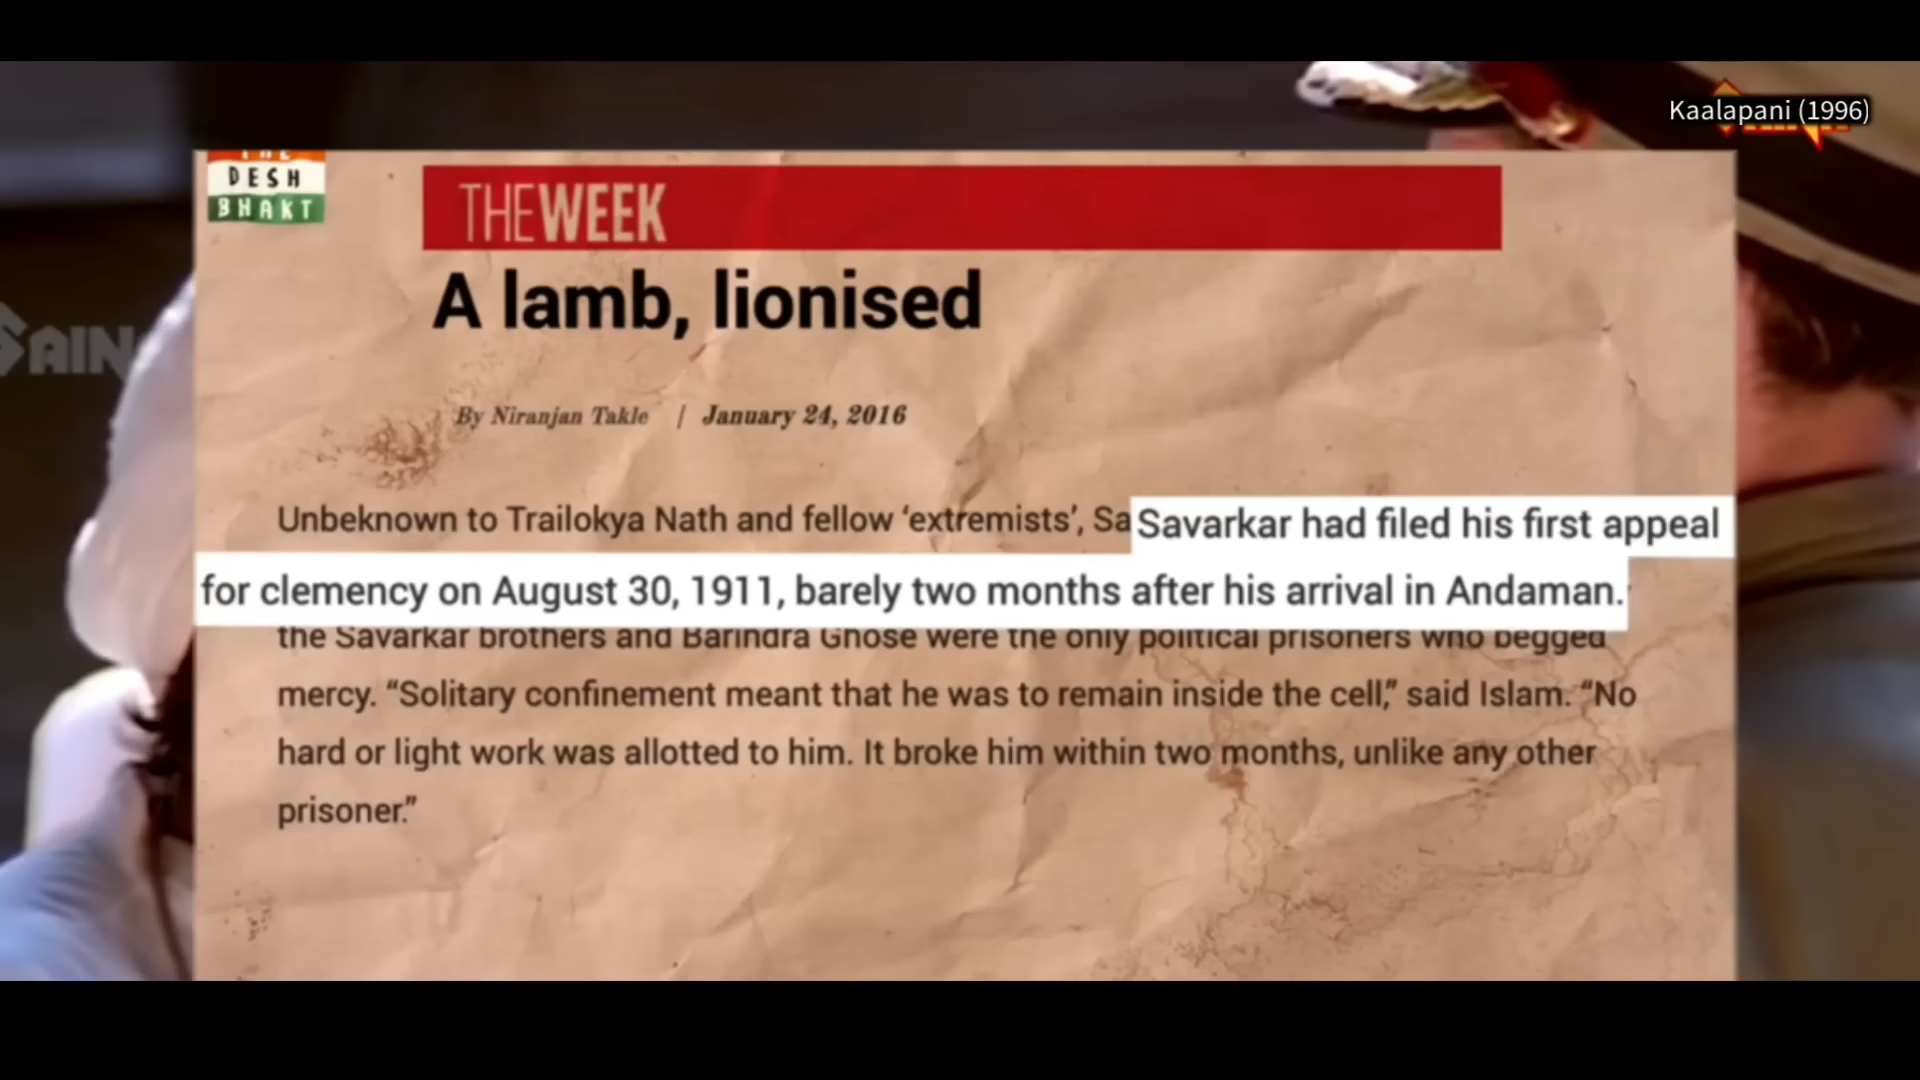 Kaalapani (1996)
THE
DESH
BHAKT
THEWEEK
A lamb, lionised
By Niranjan Takle | January 24, 2016
Unbeknown to Trailokya Nath and fellow ‘extremists’, Sa Savarkar had filed his first appeal
for clemency on August 30, 1911, barely two months after his arrival in Andaman.
the Savarkar brothers and Barindra Ghose were the only political prisoners who begged
mercy. “Solitary confinement meant that he was to remain inside the cell,” said Islam. “No
hard or light work was allotted to him. It broke him within two months, unlike any other
prisoner.”